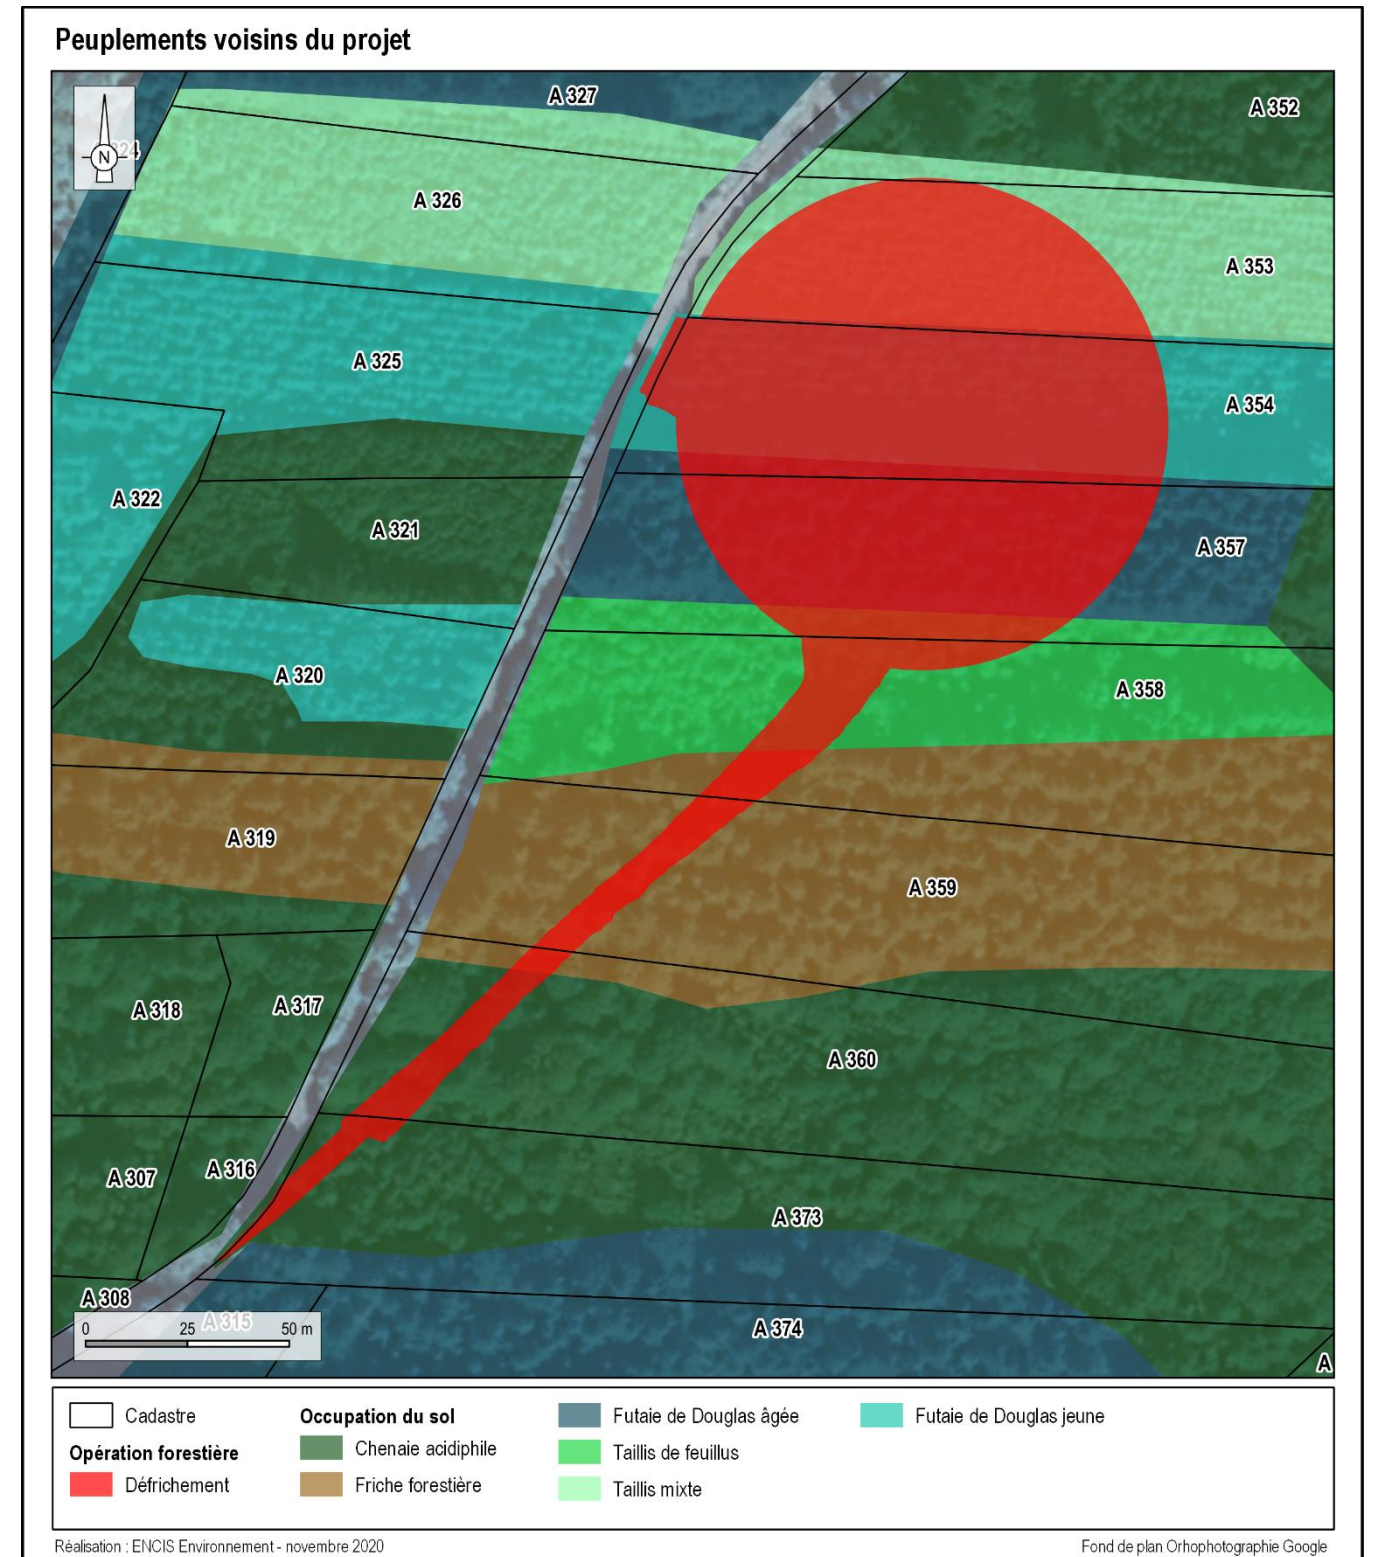 Peuplements voisins du projet
A 327
A 352
N
A 326
A 353
A 325
A 354
A 322
A 321
A 357
A 320
A 358
A 319
A 359
A 318
A 317
A 360
A 307
A 316
A 373
A 308
A 315
A 374
A
0 25 50 m
Cadastre
Opération forestière
Défrichement
Occupation du sol
Chenaie acidiphile
Friche forestière
Futaie de Douglas âgée
Taillis de feuillus
Taillis mixte
Futaie de Douglas jeune
Réalisation : ENCIS Environnement - novembre 2020
Fond de plan Orhophotographie Google